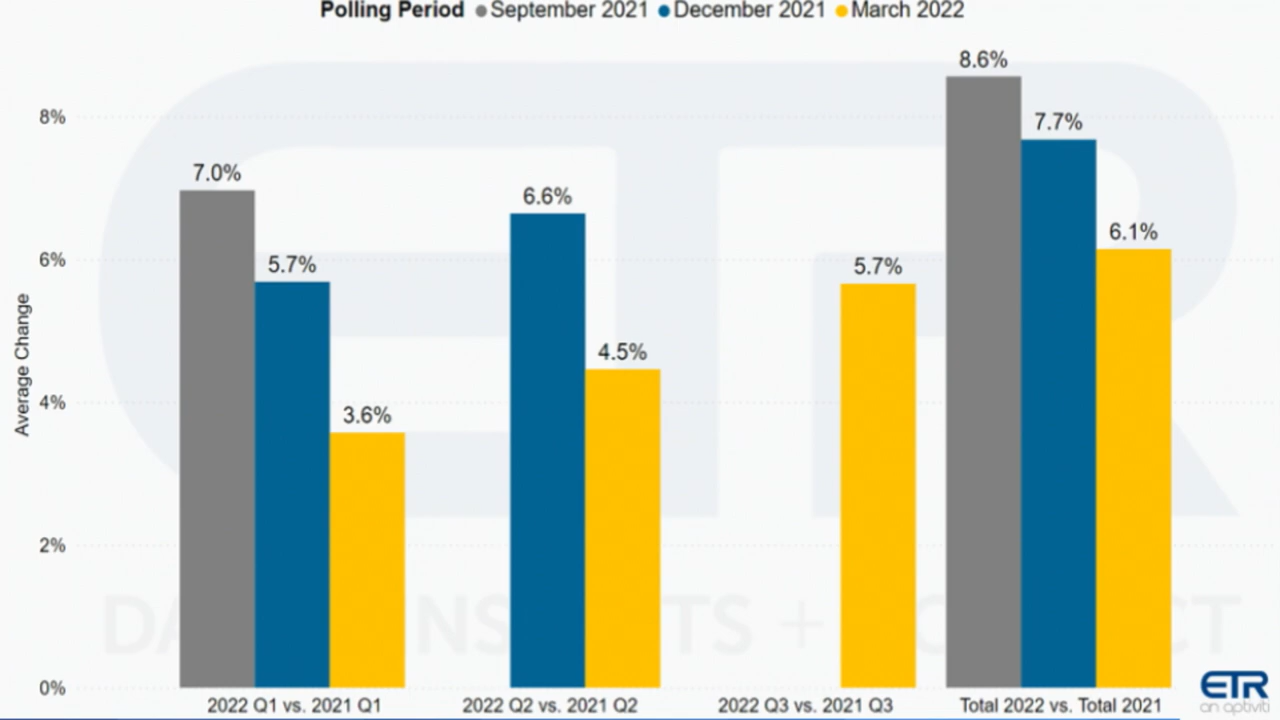 Polling Period September 2021 December 2021 March 2022
8.6%
8%
7.7%
7.0%
6.6%
6.1%
6%
5.7%
5.7%
4.5%
4%
3.6%
Average Change
2%
0%
2022 Q1 vs. 2021 Q1 2022 Q2 vs. 2021 Q2 2022 Q3 vs. 2021 Q3 Total 2022 vs. Total 2021
ETR
an aptiviti